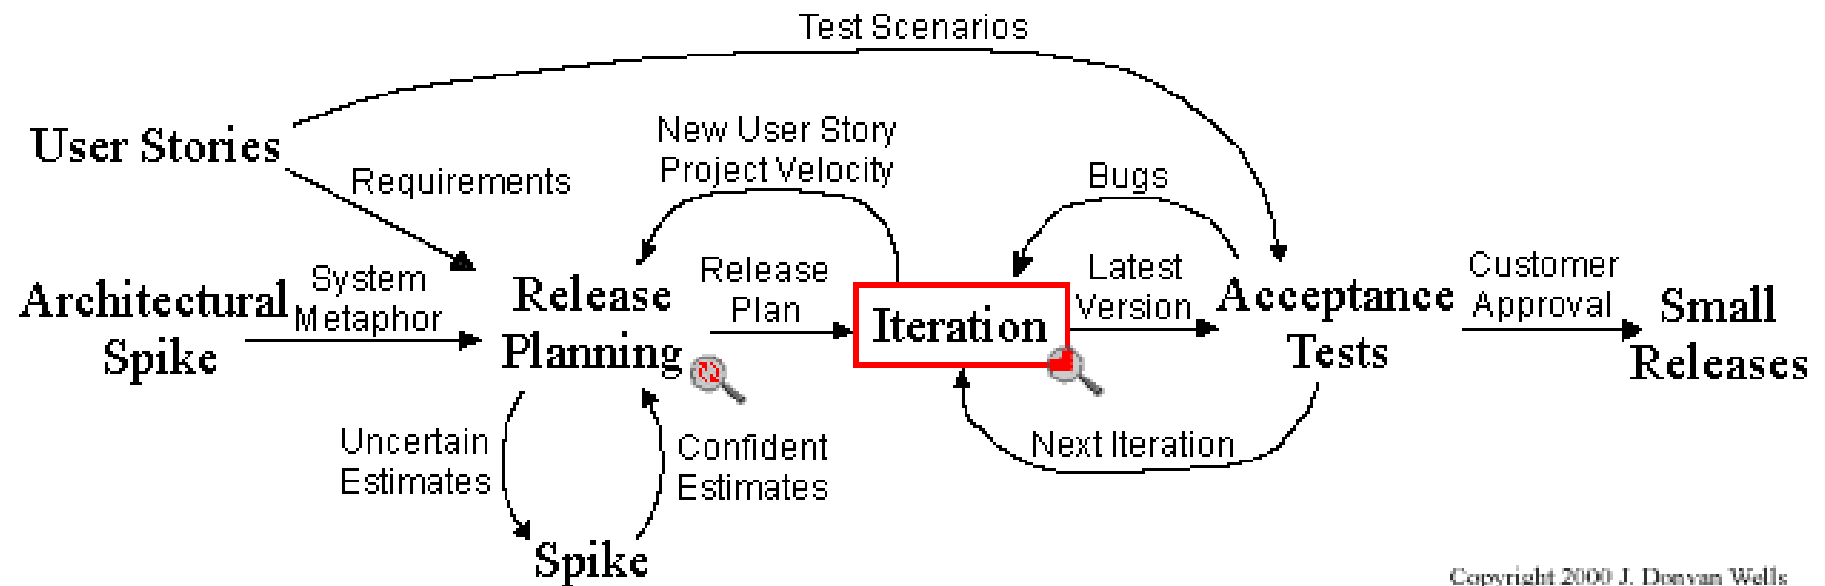 Test Scenarios
User Stories
Requirements
New User Story
Project Velocity
Bugs
Architectural
Spike
System
Metaphor
Release
Planning
Release
Plan
Iteration
Latest
Version
Acceptance
Tests
Customer
Approval
Small
Releases
Uncertain
Estimates
Confident
Estimates
Next Iteration
Spike
Copyright 2000 J. Donvan Wells